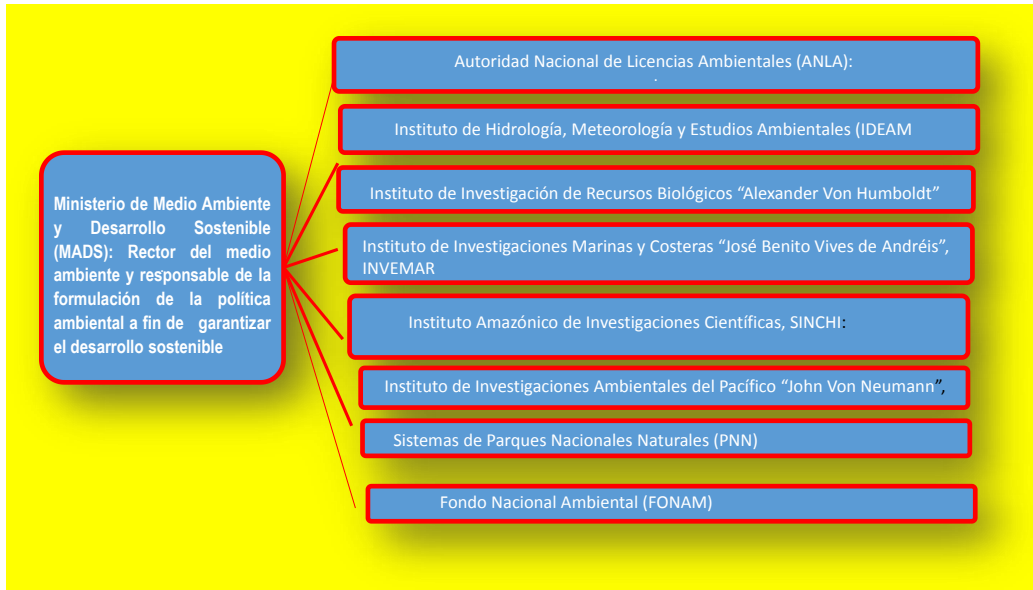 Autoridad Nacional de Licencias Ambientales (ANLA):
.
Instituto de Hidrología, Meteorología y Estudios Ambientales (IDEAM
Instituto de Investigación de Recursos Biológicos “Alexander Von Humboldt”
Ministerio de Medio Ambiente
y Desarrollo Sostenible
(MADS): Rector del medio
ambiente y responsable de la
formulación de la política
ambiental a fin de garantizar
el desarrollo sostenible
Instituto de Investigaciones Marinas y Costeras “José Benito Vives de Andréis”,
INVEMAR
Instituto Amazónico de Investigaciones Científicas, SINCHI:
Instituto de Investigaciones Ambientales del Pacífico “John Von Neumann”,
Sistemas de Parques Nacionales Naturales (PNN)
Fondo Nacional Ambiental (FONAM)